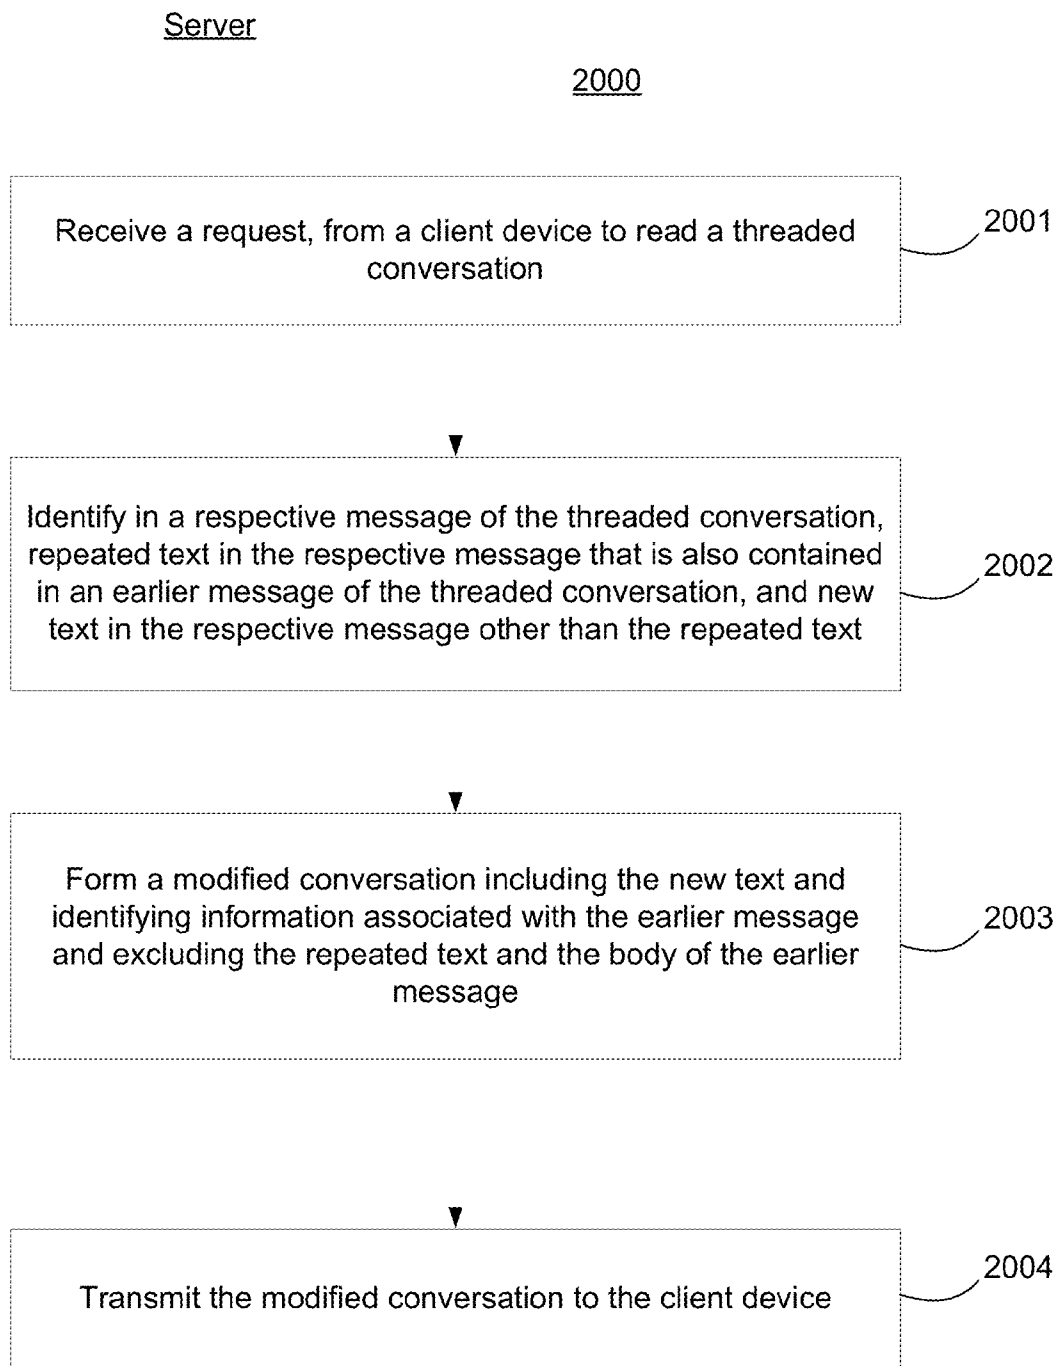 Server
2000
Receive a request, from a client device to read a threaded
conversation
2001
Identify in a respective message of the threaded conversation,
repeated text in the respective message that is also contained
in an earlier message of the threaded conversation, and new
text in the respective message other than the repeated text
2002
Form a modified conversation including the new text and
identifying information associated with the earlier message
and excluding the repeated text and the body of the earlier
message
2003
Transmit the modified conversation to the client device
2004